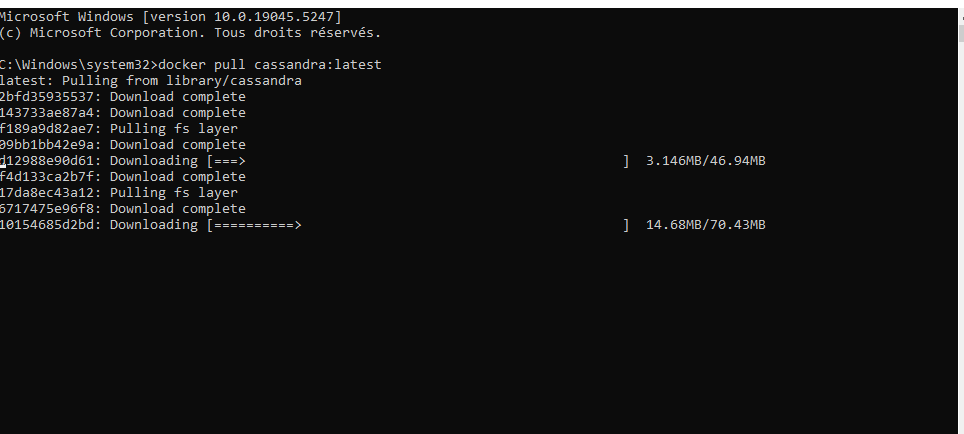 Microsoft Windows [version 10.0.19045.5247]
(c) Microsoft Corporation. Tous droits réservés.
C:\Windows\system32>docker pull cassandra:latest
latest: Pulling from library/cassandra
2bfd35935537: Download complete
143733ae87a4: Download complete
f189a9d82ae7: Pulling fs layer
09bb1bb42e9a: Download complete
d12988e90d61: Downloading [===>                                               ]  3.146MB/46.94MB
f4d133ca2b7f: Download complete
17da8ec43a12: Pulling fs layer
6717475e96f8: Download complete
10154685d2bd: Downloading [==========>                                        ]  14.68MB/70.43MB